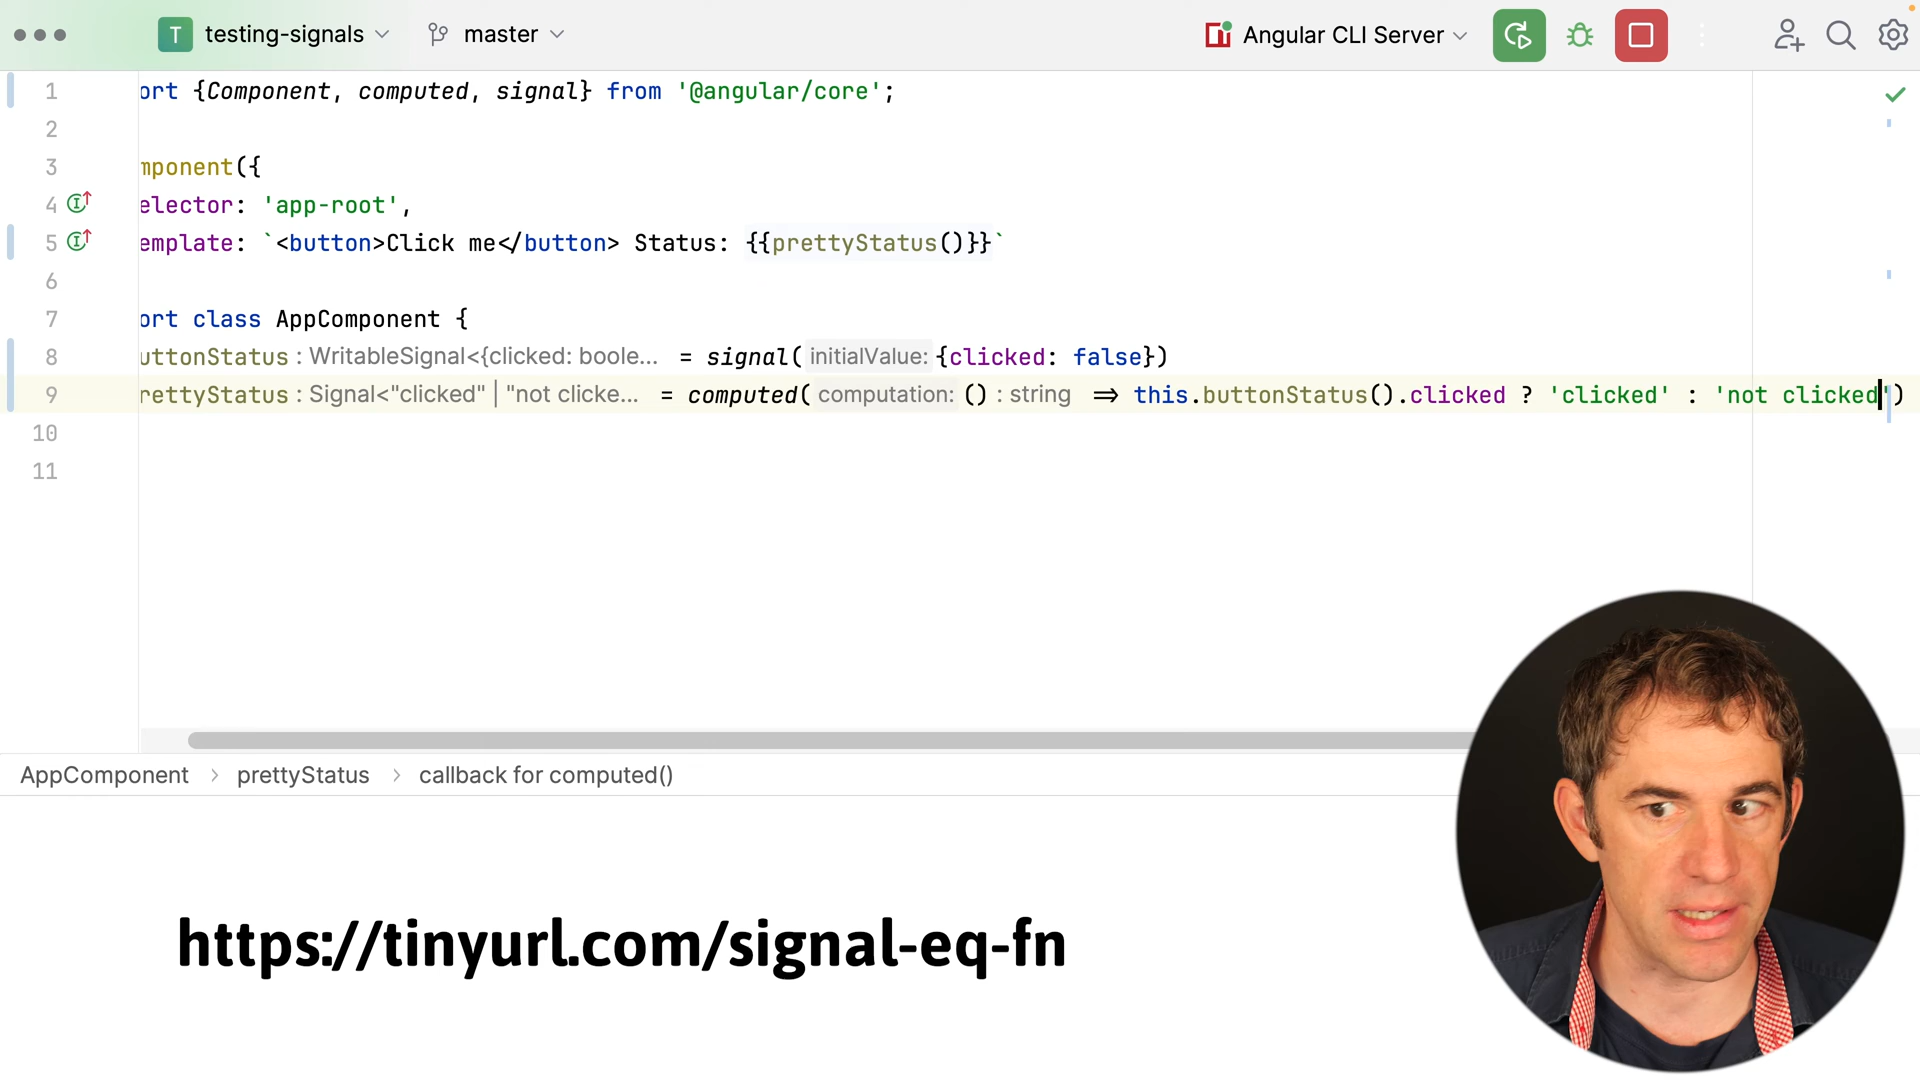 T testing-signals master Angular CLI Server
1 ort {Component, computed, signal} from '@angular/core';
2
3 mponent({
4 elector: 'app-root',
5 emplate: `<button>Click me</button> Status: {{prettyStatus()}}`
6
7 ort class AppComponent {
8 uttonStatus : WritableSignal<{clicked: boole... = signal( initialValue: {clicked: false})
9 rettyStatus : Signal<"clicked" | "not clicke... = computed( computation: () : string => this.buttonStatus().clicked ? 'clicked' : 'not clicked')
10
11
AppComponent > prettyStatus > callback for computed()
https://tinyurl.com/signal-eq-fn